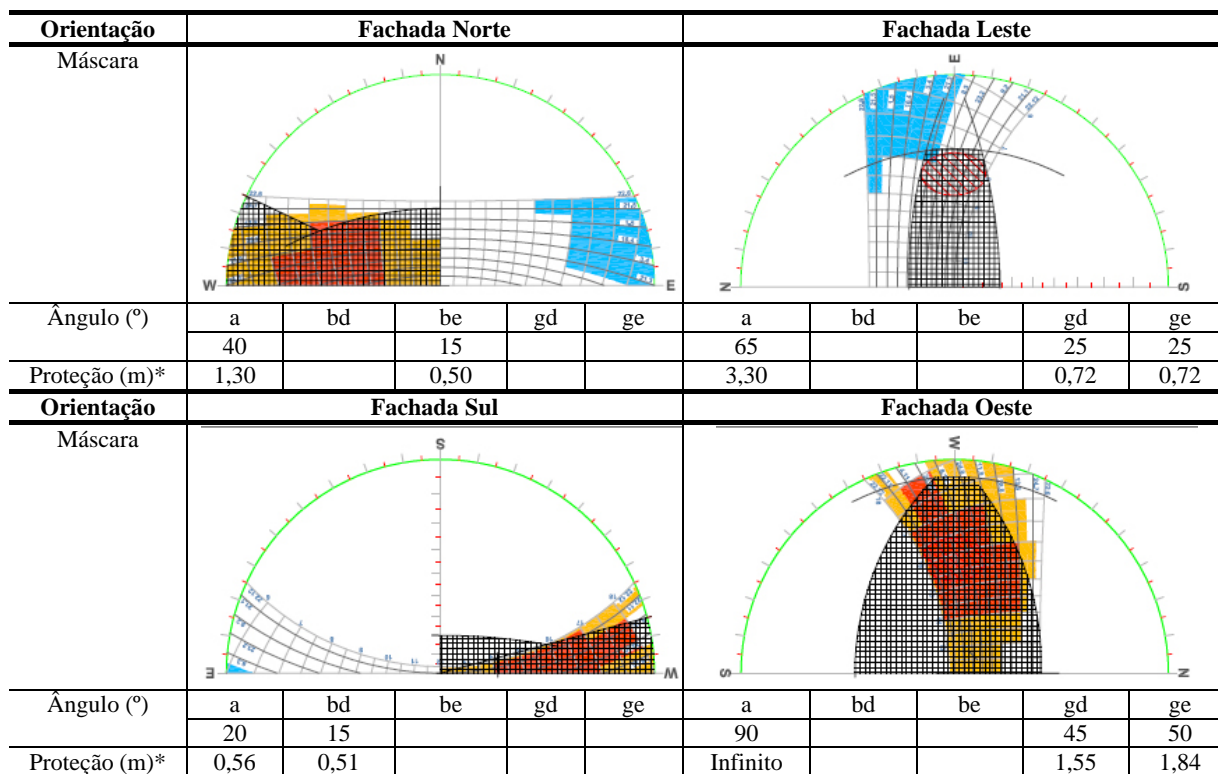 Orientação Fachada Norte Fachada Leste
Máscara
N
W E
E
N S
Ângulo (º) a bd be gd ge a bd be gd ge
40 15 65 25 25
Proteção (m)* 1,30 0,50 3,30 0,72 0,72
Orientação Fachada Sul Fachada Oeste
Máscara
S
E W
W
S N
Ângulo (º) a bd be gd ge a bd be gd ge
20 15 90 45 50
Proteção (m)* 0,56 0,51 Infinito 1,55 1,84